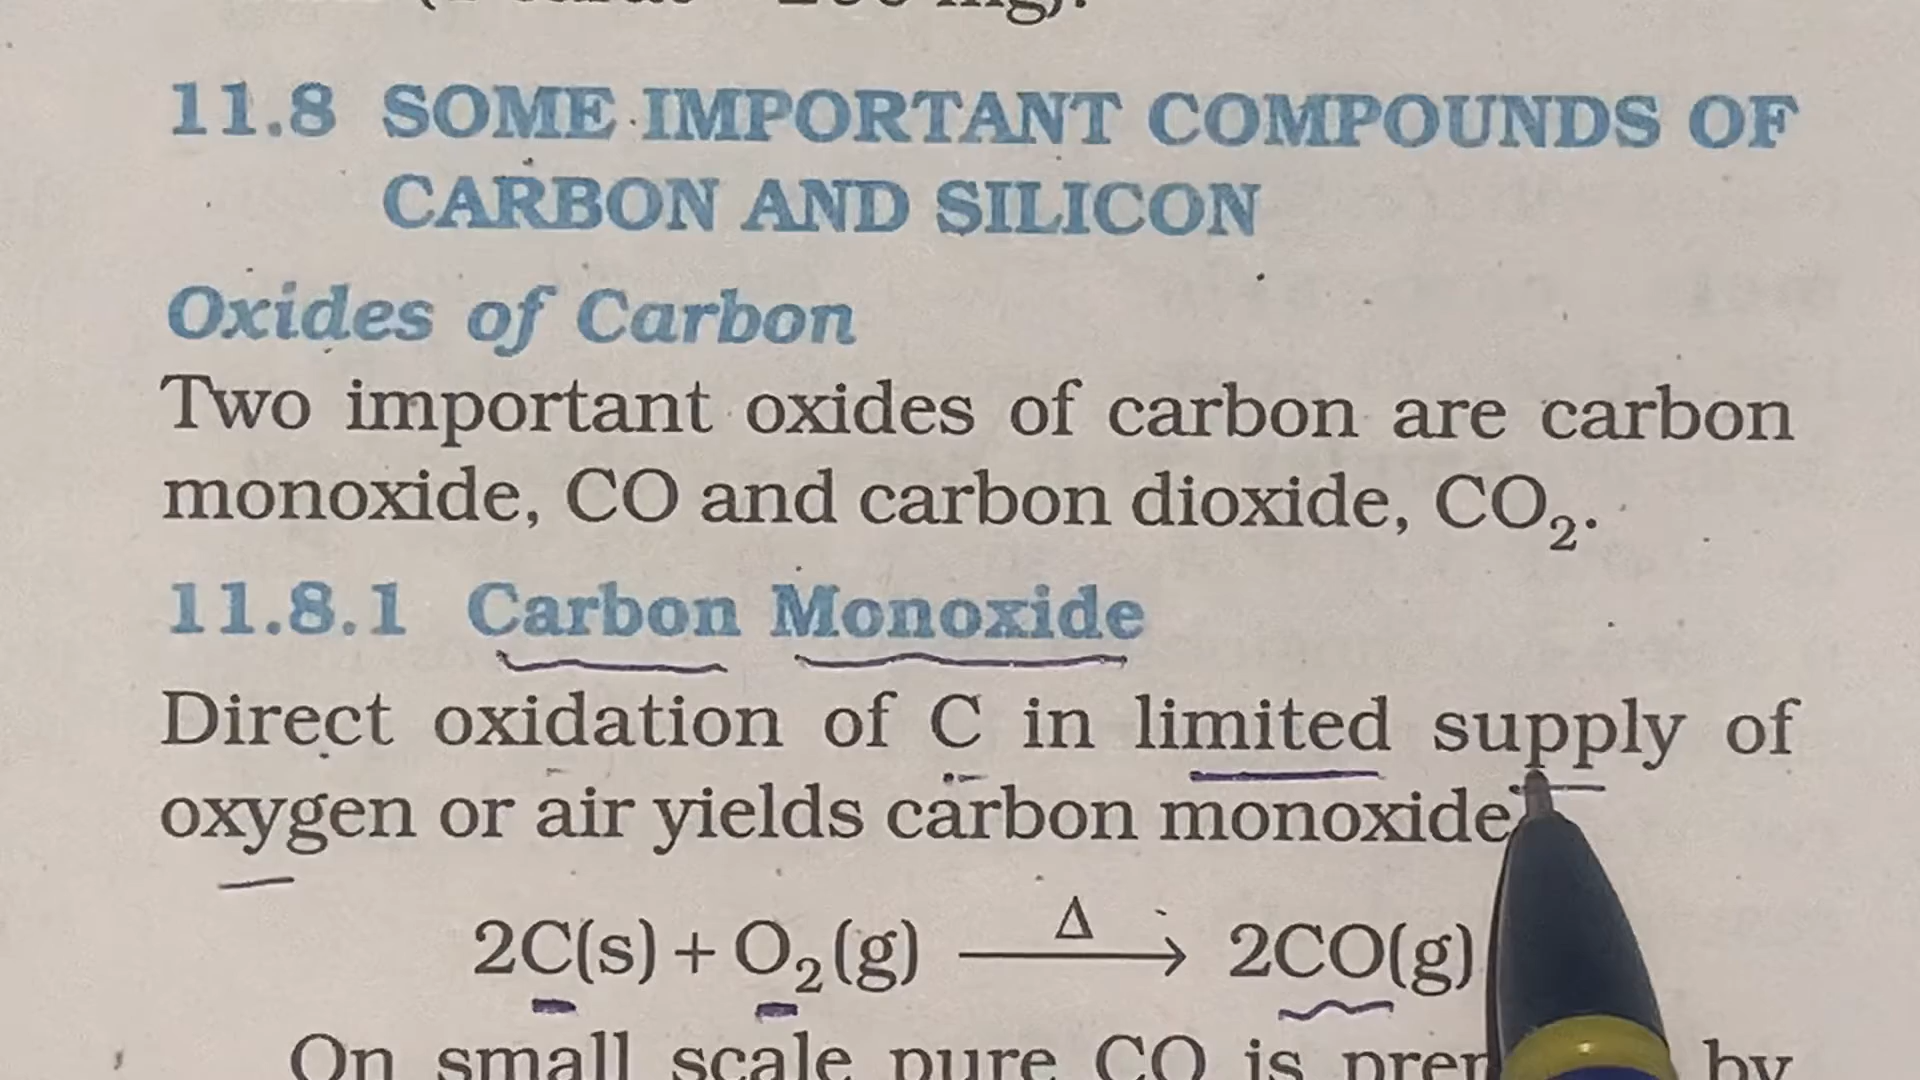 11.8 SOME IMPORTANT COMPOUNDS OF
CARBON AND SILICON
Oxides of Carbon
Two important oxides of carbon are carbon
monoxide, CO and carbon dioxide, CO₂.
11.8.1 Carbon Monoxide
Direct oxidation of C in limited supply of
oxygen or air yields carbon monoxide
2C(s) + O₂(g) Δ⟶ 2CO(g)
On small scale pure CO is by